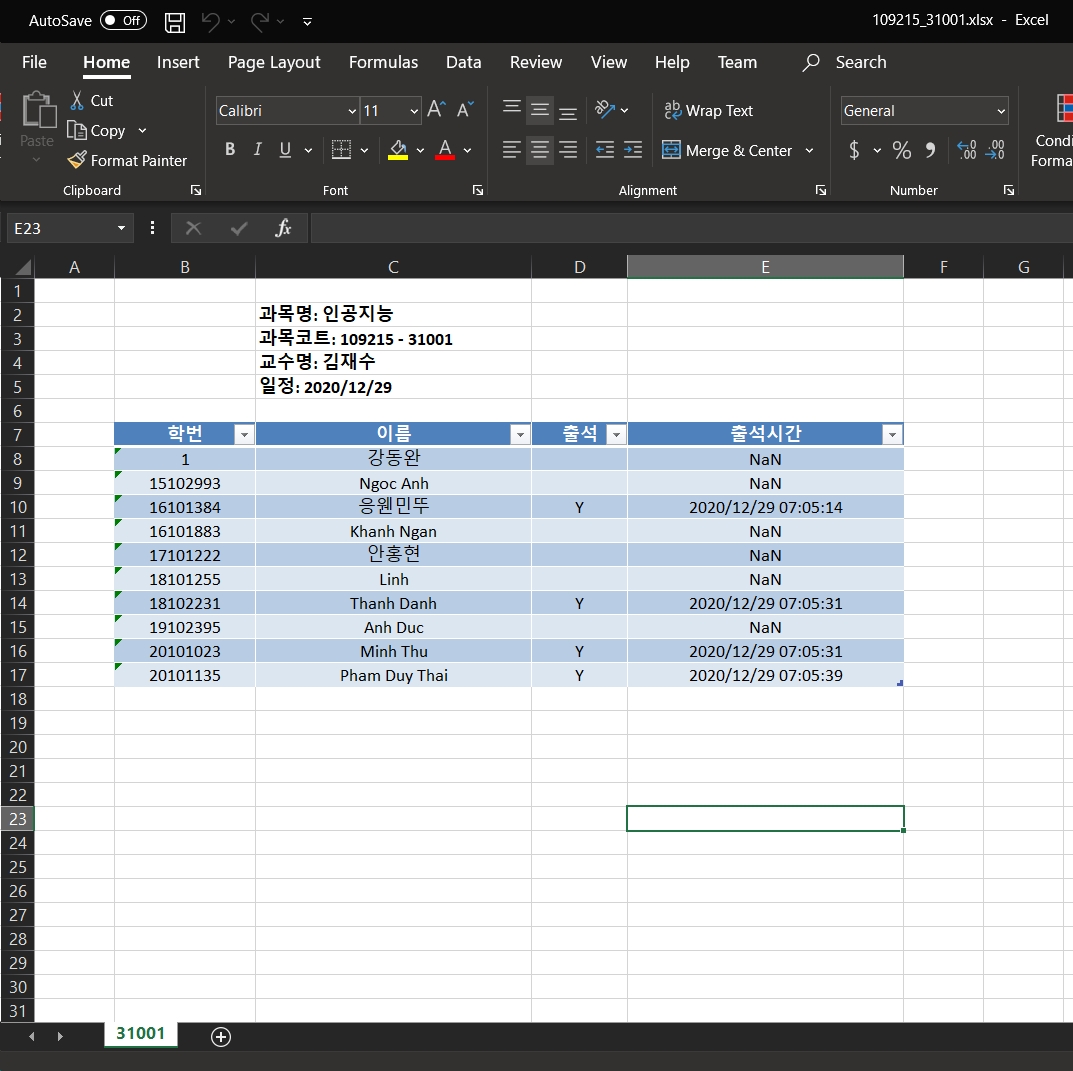 AutoSave Off 109215_31001.xlsx - Excel
File Home Insert Page Layout Formulas Data Review View Help Team Search
Paste Cut Copy Format Painter
Calibri 11 A A
B I U A
ab Wrap Text
Merge & Center
General
$ % 9 .00 .00
Condi
Forma
Clipboard Font Alignment Number
E23 fx
A B C D E F G
1
2 과목명: 인공지능
3 과목코트: 109215 - 31001
4 교수명: 김재수
5 일정: 2020/12/29
6
7 학번 이름 출석 출석시간
8 1 강동완 NaN
9 15102993 Ngoc Anh NaN
10 16101384 응웬민뚜 Y 2020/12/29 07:05:14
11 16101883 Khanh Ngan NaN
12 17101222 안홍현 NaN
13 18101255 Linh NaN
14 18102231 Thanh Danh Y 2020/12/29 07:05:31
15 19102395 Anh Duc NaN
16 20101023 Minh Thu Y 2020/12/29 07:05:31
17 20101135 Pham Duy Thai Y 2020/12/29 07:05:39
18
19
20
21
22
23
24
25
26
27
28
29
30
31
31001